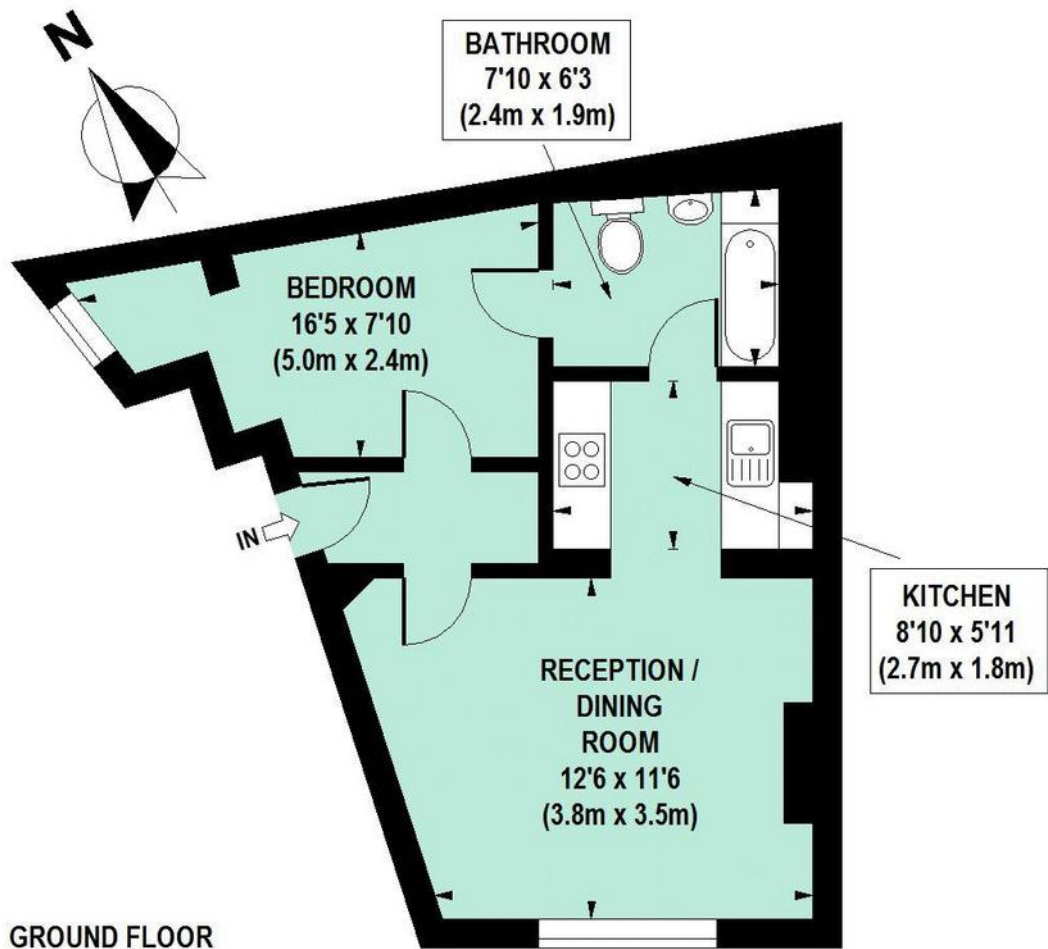 N
BATHROOM
7'10 x 6'3
(2.4m x 1.9m)
BEDROOM
16'5 x 7'10
(5.0m x 2.4m)
IN
KITCHEN
8'10 x 5'11
(2.7m x 1.8m)
RECEPTION /
DINING
ROOM
12'6 x 11'6
(3.8m x 3.5m)
GROUND FLOOR